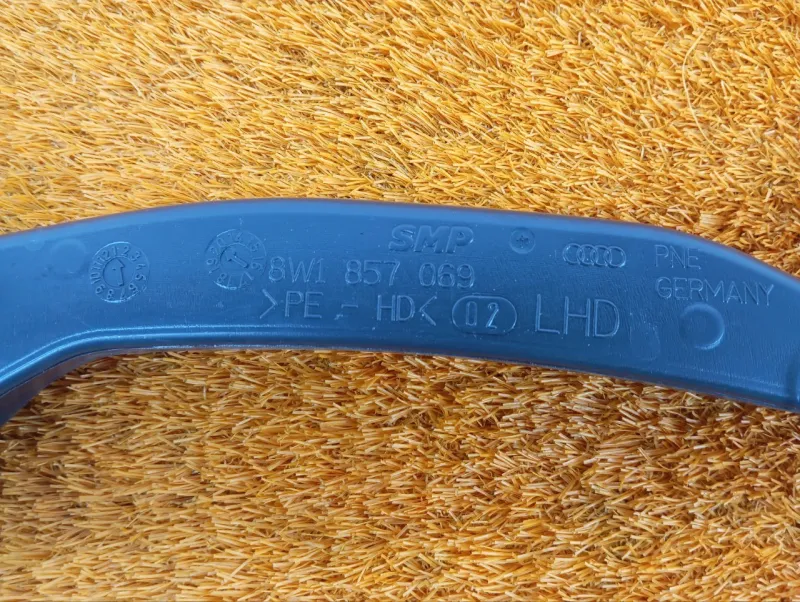 SMP
8W1 857 069
>PE - HD< 02 LHD
PNE
GERMANY